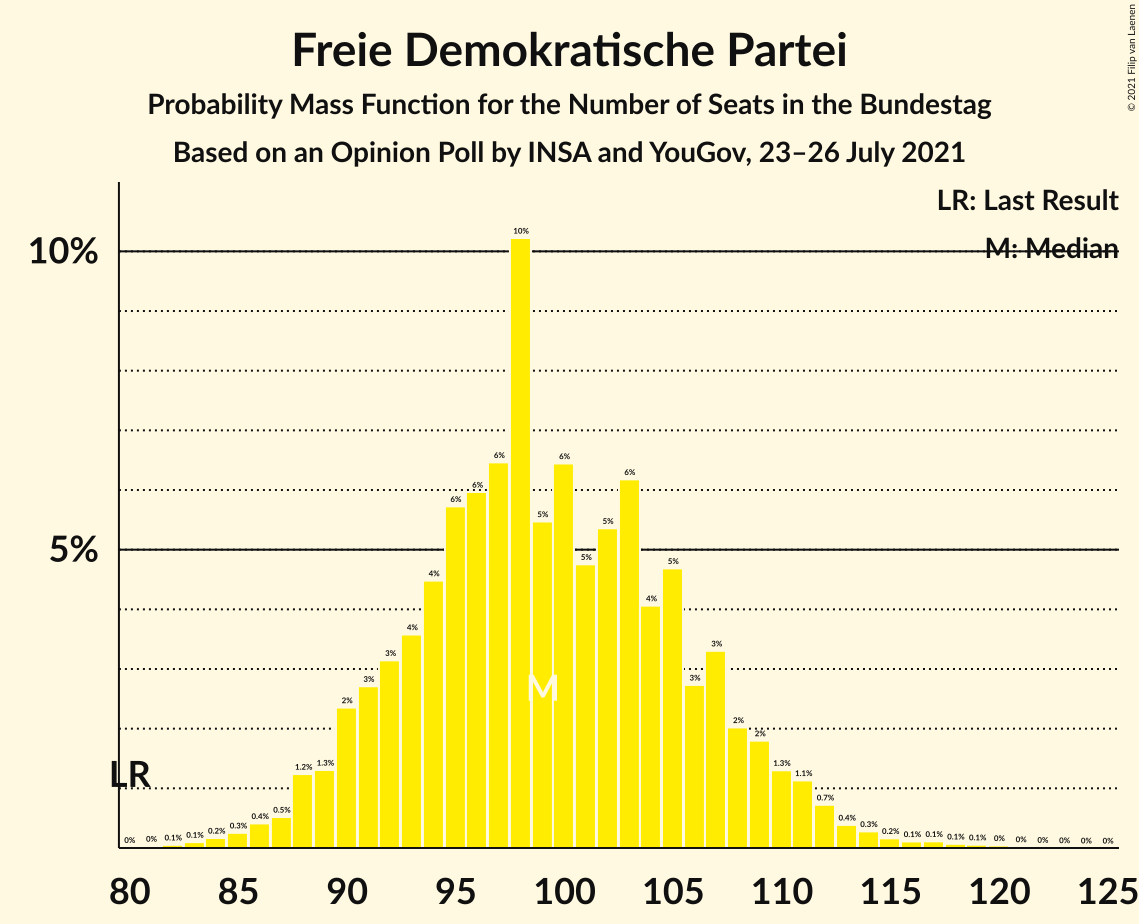 Freie Demokratische Partei
Probability Mass Function for the Number of Seats in the Bundestag
Based on an Opinion Poll by INSA and YouGov, 23–26 July 2021
© 2021 Filip van Laenen
LR: Last Result
M: Median
10%
5%
LR
M
0% 0% 0.1% 0.1% 0.2% 0.3% 0.4% 0.5% 1.2% 1.3% 2% 3% 3% 4% 4% 6% 6% 6% 10% 5% 6% 5% 5% 6% 4% 5% 3% 3% 2% 2% 1.3% 1.1% 0.7% 0.4% 0.3% 0.2% 0.1% 0.1% 0.1% 0.1% 0% 0% 0% 0% 0% 0%
80 85 90 95 100 105 110 115 120 125